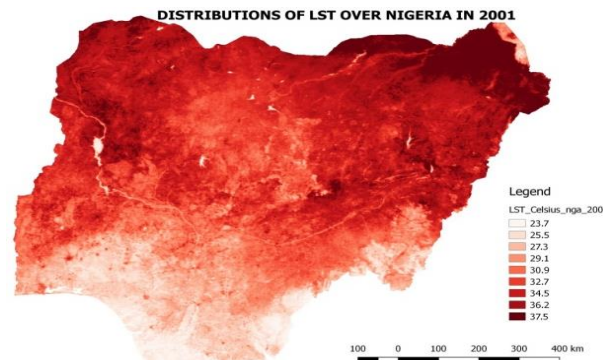 DISTRIBUTIONS OF LST OVER NIGERIA IN 2001
Legend
LST_Celsius_nga_200
23.7
25.5
27.3
29.1
30.9
32.7
34.5
36.2
37.5
100 0 100 200 300 400 km